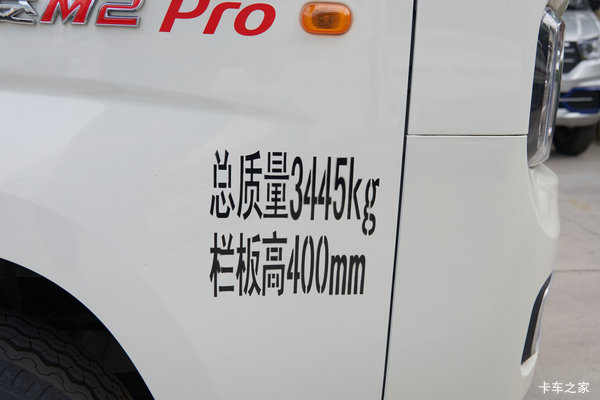 M2 Pro
总质量3445kg
栏板高400mm
卡车之家